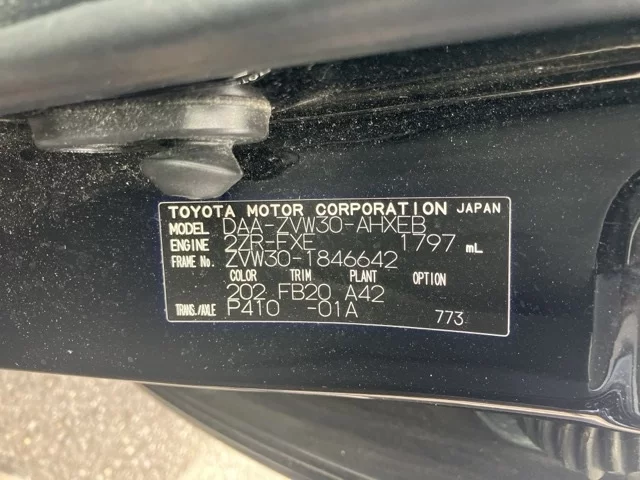 TOYOTA MOTOR CORPORATION JAPAN
MODEL DAA-ZVW30-AHXEB
ENGINE 2ZR-FXE 1797 mL
FRAME No. ZVW30-1846642
COLOR TRIM PLANT OPTION
202 FB20 A42
TRANS./AXLE P410 -01A 773